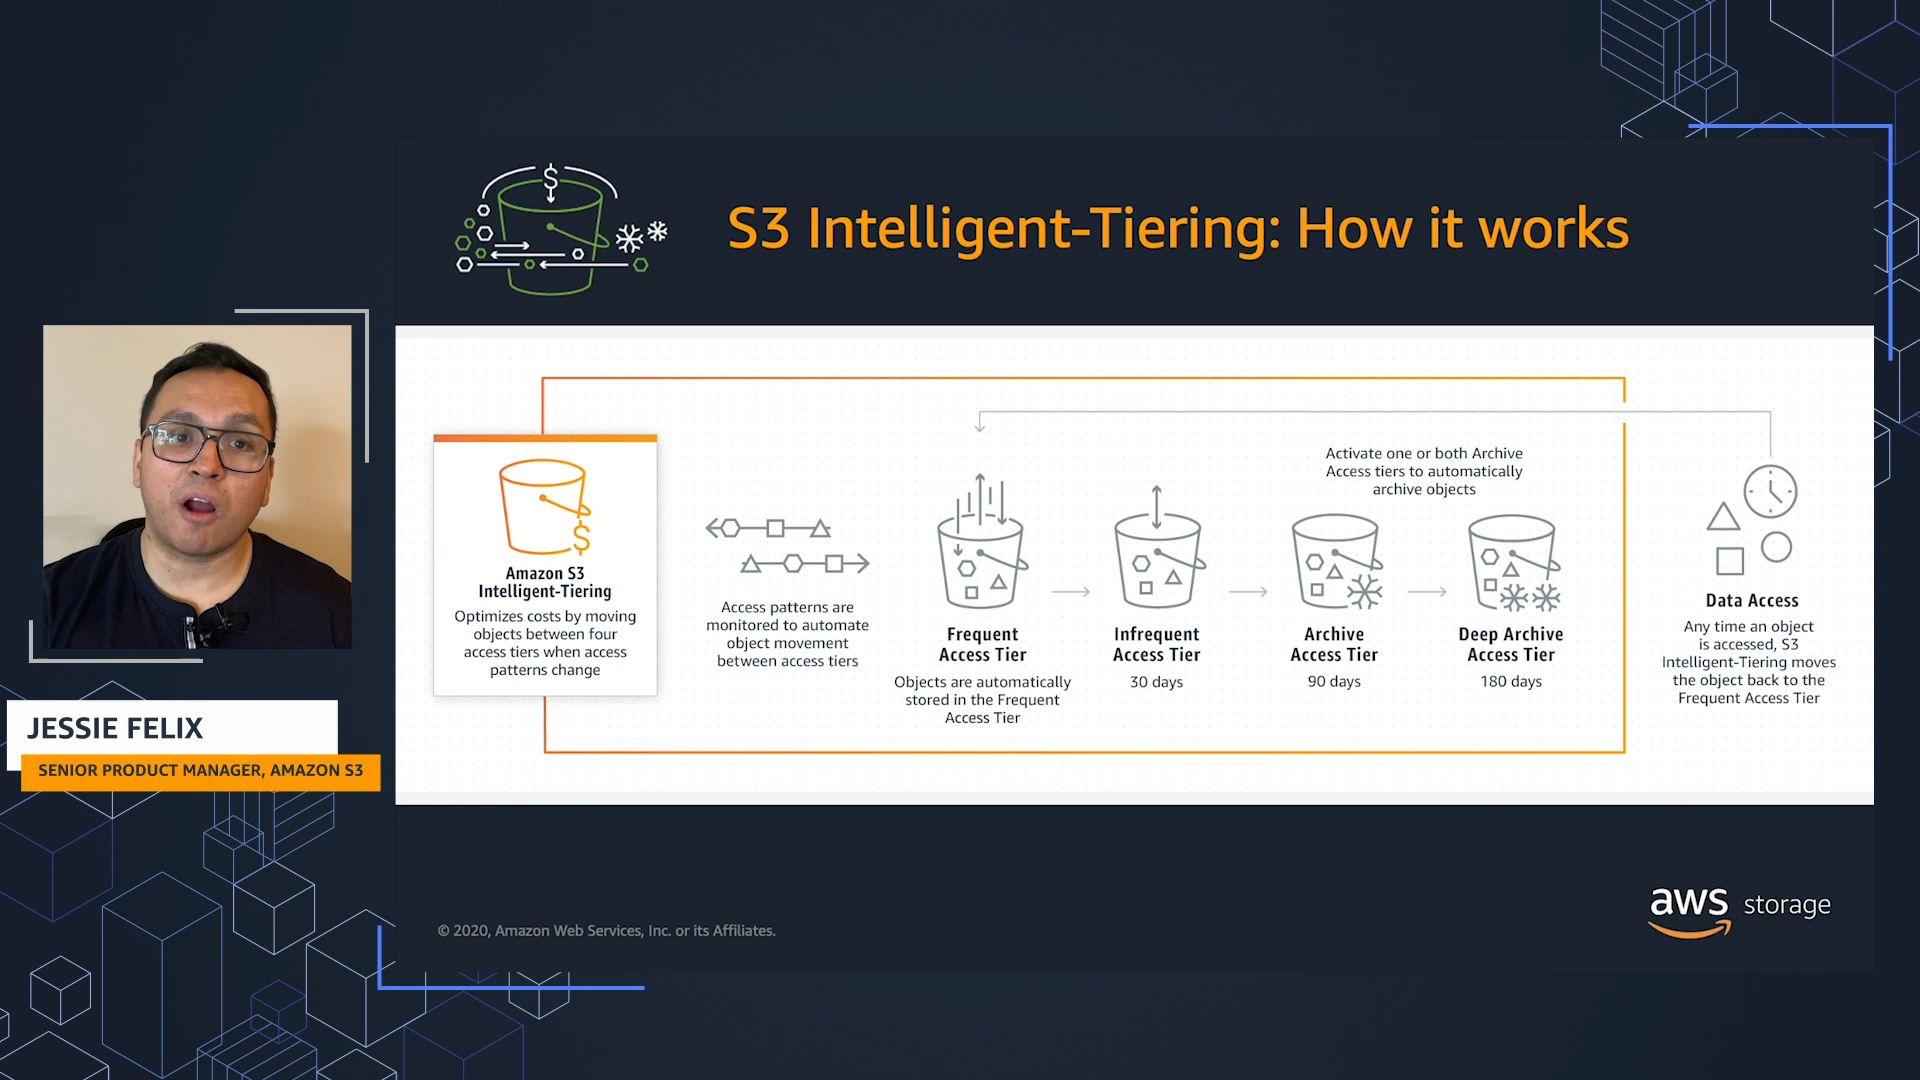 S3 Intelligent-Tiering: How it works
Amazon S3
Intelligent-Tiering
Optimizes costs by moving
objects between four
access tiers when access
patterns change
Access patterns are
monitored to automate
object movement
between access tiers
Frequent
Access Tier
Objects are automatically
stored in the Frequent
Access Tier
Infrequent
Access Tier
30 days
Activate one or both Archive
Access tiers to automatically
archive objects
Archive
Access Tier
90 days
Deep Archive
Access Tier
180 days
Data Access
Any time an object
is accessed, S3
Intelligent-Tiering moves
the object back to the
Frequent Access Tier
JESSIE FELIX
SENIOR PRODUCT MANAGER, AMAZON S3
© 2020, Amazon Web Services, Inc. or its Affiliates.
aws storage